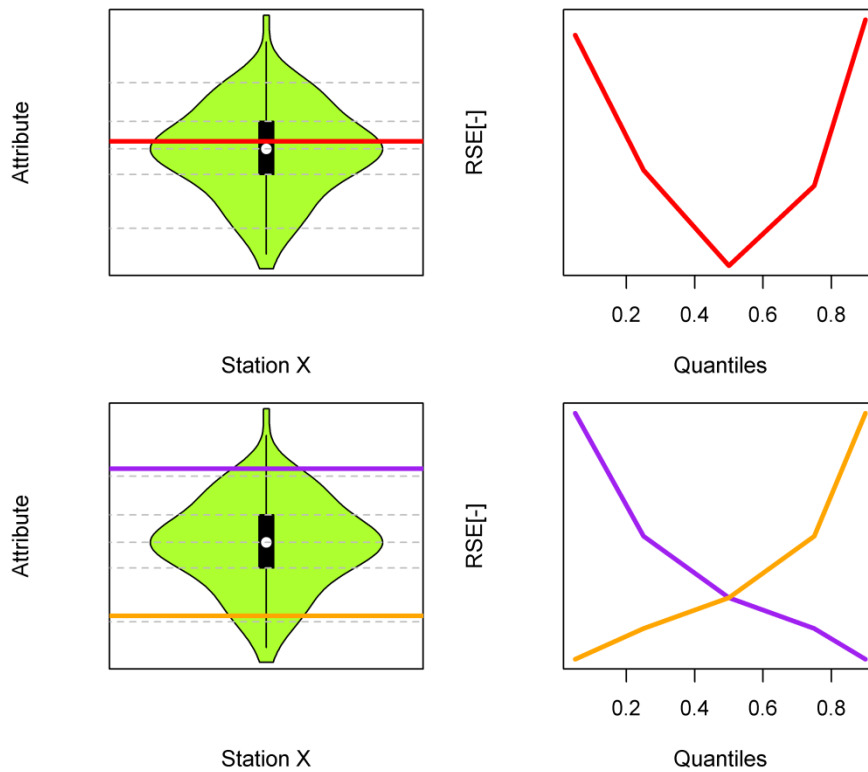 Attribute
Station X
RSE[-]
0.2 0.4 0.6 0.8
Quantiles
Attribute
Station X
RSE[-]
0.2 0.4 0.6 0.8
Quantiles